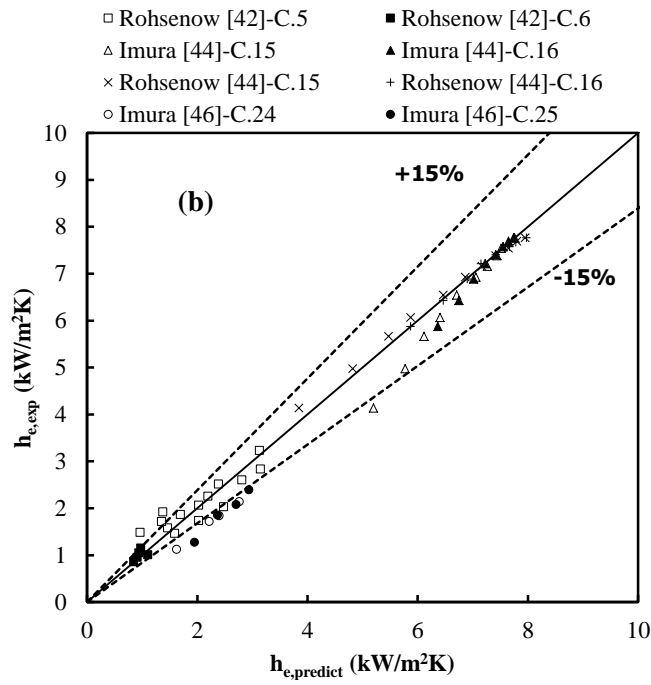 □ Rohsenow [42]-C.5 ■ Rohsenow [42]-C.6
△ Imura [44]-C.15 ▲ Imura [44]-C.16
× Rohsenow [44]-C.15 + Rohsenow [44]-C.16
○ Imura [46]-C.24 ● Imura [46]-C.25
10
9
8
7
6
5
4
3
2
1
0
(b)
+15%
-15%
h_e,exp (kW/m²K)
0 2 4 6 8 10
h_e,predict (kW/m²K)